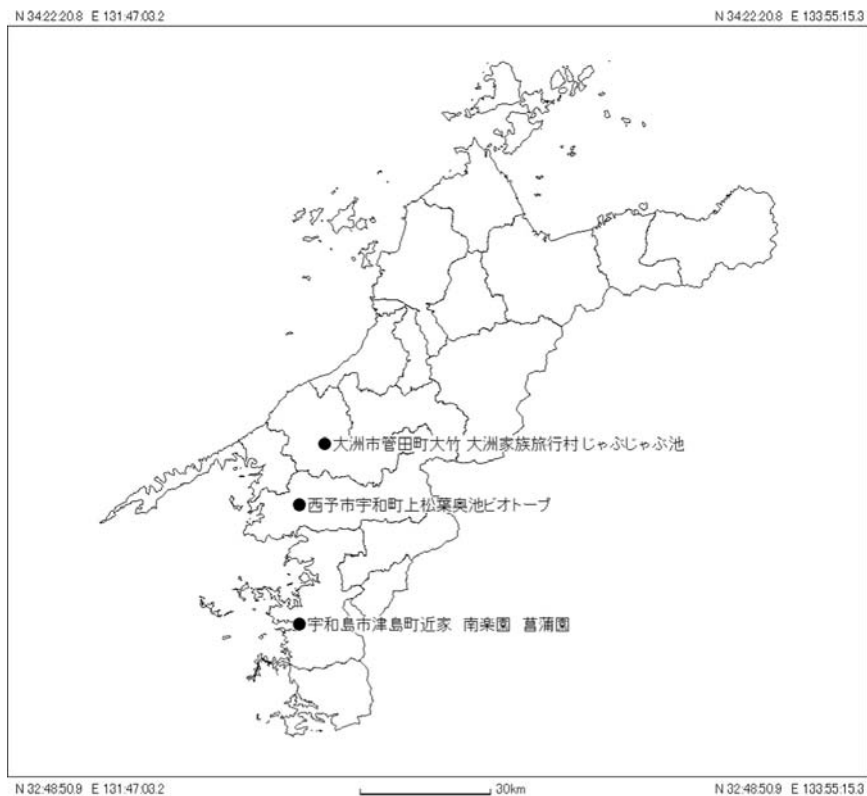 N 34:22:20.8 E 131:47:03.2
N 34:22:20.8 E 133:55:15.3
●大洲市管田町大竹 大洲家族旅行村じゃぶじゃぶ池
●西予市宇和町上松葉奥池ビオトープ
●宇和島市津島町近家 南楽園 菖蒲園
N 32:48:50.9 E 131:47:03.2
30km
N 32:48:50.9 E 133:55:15.3